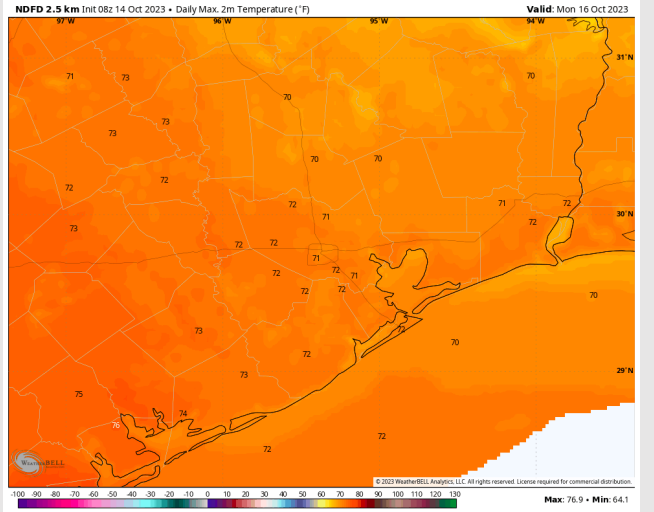 NDFD 2.5 km Init 08z 14 Oct 2023 • Daily Max. 2m Temperature (°F) Valid: Mon 16 Oct 2023
97°W 96°W 95°W 94°W
31°N
71 73 70
70
73
73
70 70
72 72
72 71 72
71 30°N
72
73
72 72
71
72 72 71
72 72 70
73 72
70
72
29°N
73
75
74
76
72
72
WEATHERBELL
© 2023 WeatherBELL Analytics, LLC. All rights reserved. License required for commercial distribution.
-100 -90 -80 -70 -60 -50 -40 -30 -20 -10 0 10 20 30 40 50 60 70 80 90 100 110 120 130
Max: 76.9 • Min: 64.1